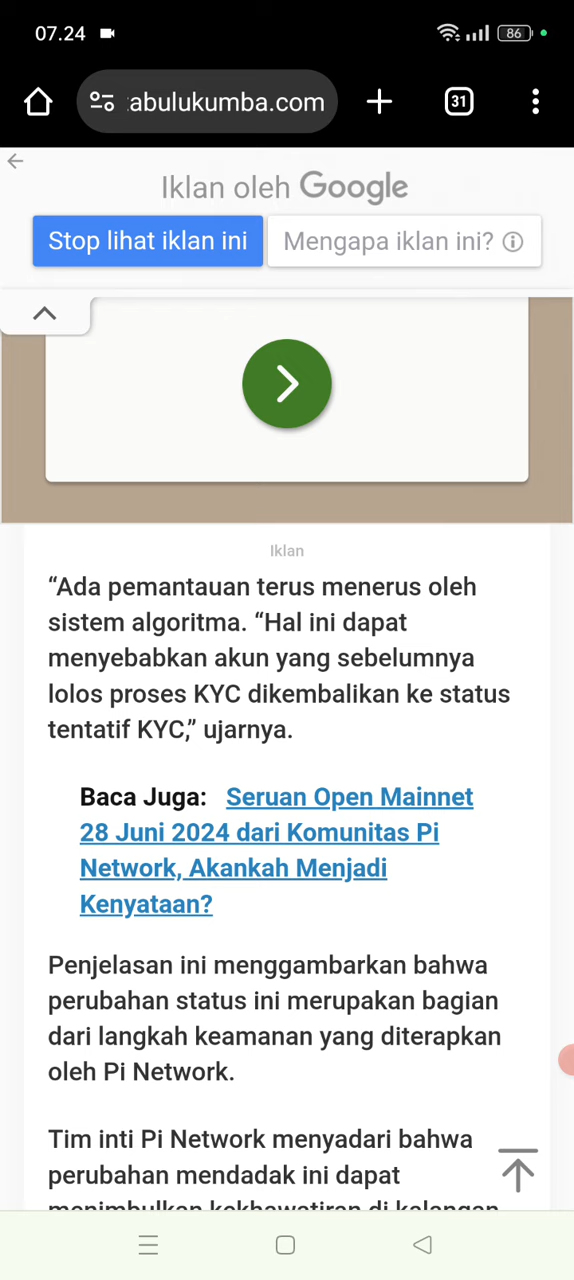 07.24
86
:abulukumba.com
31
Iklan oleh Google
Stop lihat iklan ini
Mengapa iklan ini?
Iklan
“Ada pemantauan terus menerus oleh
sistem algoritma. “Hal ini dapat
menyebabkan akun yang sebelumnya
lolos proses KYC dikembalikan ke status
tentatif KYC,” ujarnya.
Baca Juga: Seruan Open Mainnet
28 Juni 2024 dari Komunitas Pi
Network, Akankah Menjadi
Kenyataan?
Penjelasan ini menggambarkan bahwa
perubahan status ini merupakan bagian
dari langkah keamanan yang diterapkan
oleh Pi Network.
Tim inti Pi Network menyadari bahwa
perubahan mendadak ini dapat
menimbulkan kekhawatiran di kalangan